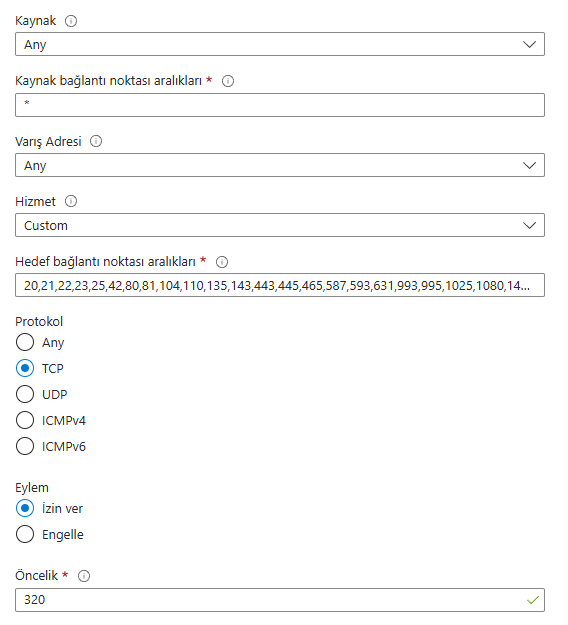 Kaynak
Any
Kaynak bağlantı noktası aralıkları *
*
Varış Adresi
Any
Hizmet
Custom
Hedef bağlantı noktası aralıkları *
20,21,22,23,25,42,80,81,104,110,135,143,443,445,465,587,593,631,993,995,1025,1080,14...
Protokol
Any
TCP
UDP
ICMPv4
ICMPv6
Eylem
İzin ver
Engelle
Öncelik *
320